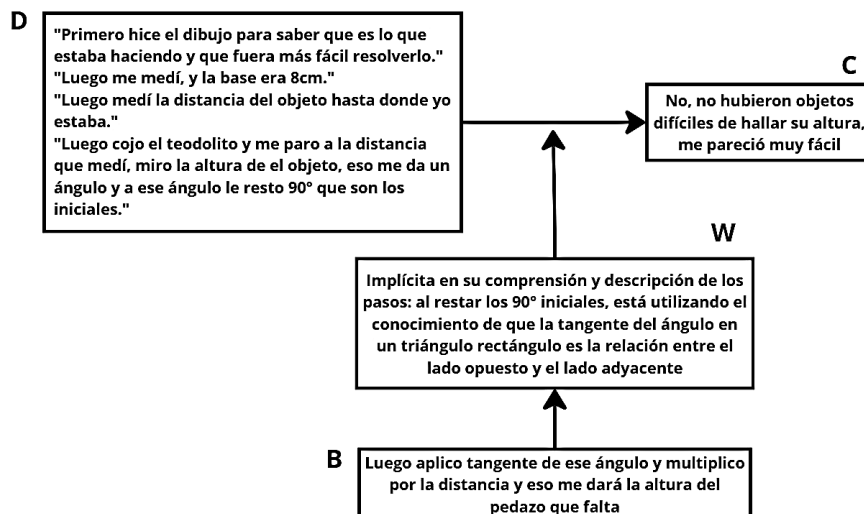 D
"Primero hice el dibujo para saber que es lo que
estaba haciendo y que fuera más fácil resolverlo."
"Luego me medí, y la base era 8cm."
"Luego medí la distancia del objeto hasta donde yo
estaba."
"Luego cojo el teodolito y me paro a la distancia
que medí, miro la altura de el objeto, eso me da un
ángulo y a ese ángulo le resto 90° que son los
iniciales."
C
No, no hubieron objetos
difíciles de hallar su altura,
me pareció muy fácil
W
Implícita en su comprensión y descripción de los
pasos: al restar los 90° iniciales, está utilizando el
conocimiento de que la tangente del ángulo en
un triángulo rectángulo es la relación entre el
lado opuesto y el lado adyacente
B
Luego aplico tangente de ese ángulo y multiplico
por la distancia y eso me dará la altura del
pedazo que falta